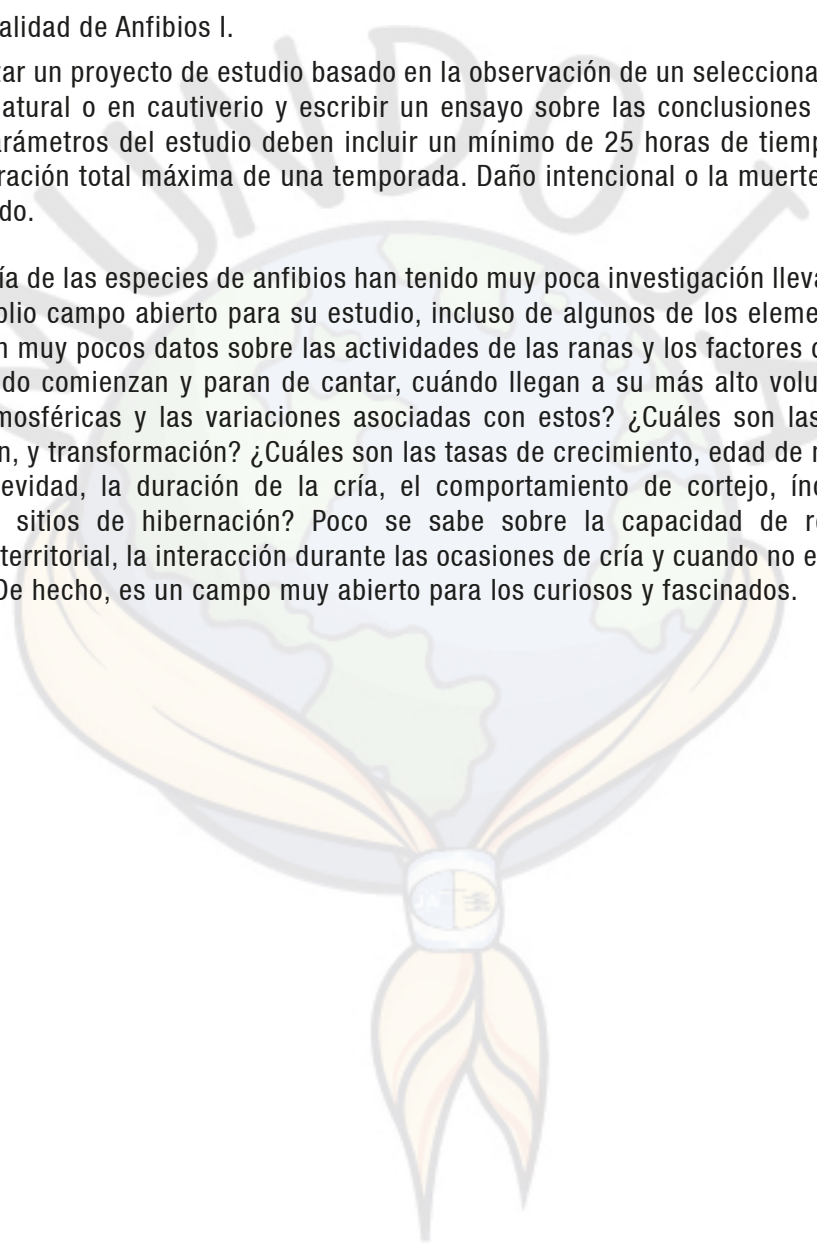 alidad de Anfibios I.
ar un proyecto de estudio basado en la observación de un selecciona
atural o en cautiverio y escribir un ensayo sobre las conclusiones
arámetros del estudio deben incluir un mínimo de 25 horas de tiemp
ración total máxima de una temporada. Daño intencional o la muerte
do.
ía de las especies de anfibios han tenido muy poca investigación lleva
plio campo abierto para su estudio, incluso de algunos de los eleme
n muy pocos datos sobre las actividades de las ranas y los factores
do comienzan y paran de cantar, cuándo llegan a su más alto volu
mosféricas y las variaciones asociadas con estos? ¿Cuáles son las
n, y transformación? ¿Cuáles son las tasas de crecimiento, edad de
evidad, la duración de la cría, el comportamiento de cortejo, ín
sitios de hibernación? Poco se sabe sobre la capacidad de r
territorial, la interacción durante las ocasiones de cría y cuando no e
De hecho, es un campo muy abierto para los curiosos y fascinados.
MUNDO J A
JA